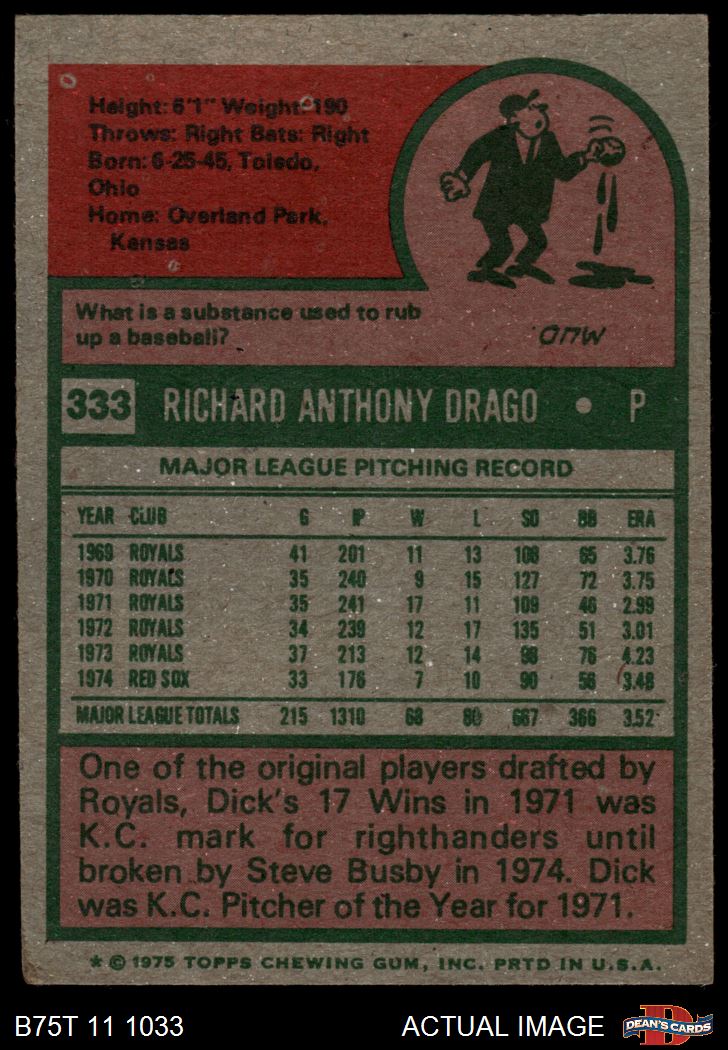 Height: 6'1" Weight: 190
Throws: Right Bats: Right
Born: 6-25-45, Toledo,
Ohio
Home: Overland Park,
Kansas
What is a substance used to rub
up a baseball?
MUD
333 RICHARD ANTHONY DRAGO • P
MAJOR LEAGUE PITCHING RECORD
YEAR CLUB G IP W L SO BB ERA
1969 ROYALS 41 201 11 13 108 65 3.76
1970 ROYALS 35 240 9 15 127 72 3.75
1971 ROYALS 35 241 17 11 109 46 2.99
1972 ROYALS 34 239 12 17 135 51 3.01
1973 ROYALS 37 213 12 14 98 76 4.23
1974 RED SOX 33 176 7 10 90 56 3.48
MAJOR LEAGUE TOTALS 215 1310 68 80 667 366 3.52
One of the original players drafted by
Royals, Dick's 17 Wins in 1971 was
K.C. mark for righthanders until
broken by Steve Busby in 1974. Dick
was K.C. Pitcher of the Year for 1971.
* © 1975 TOPPS CHEWING GUM, INC. PRTD IN U.S.A.
B75T 11 1033 ACTUAL IMAGE D DEAN'S CARDS